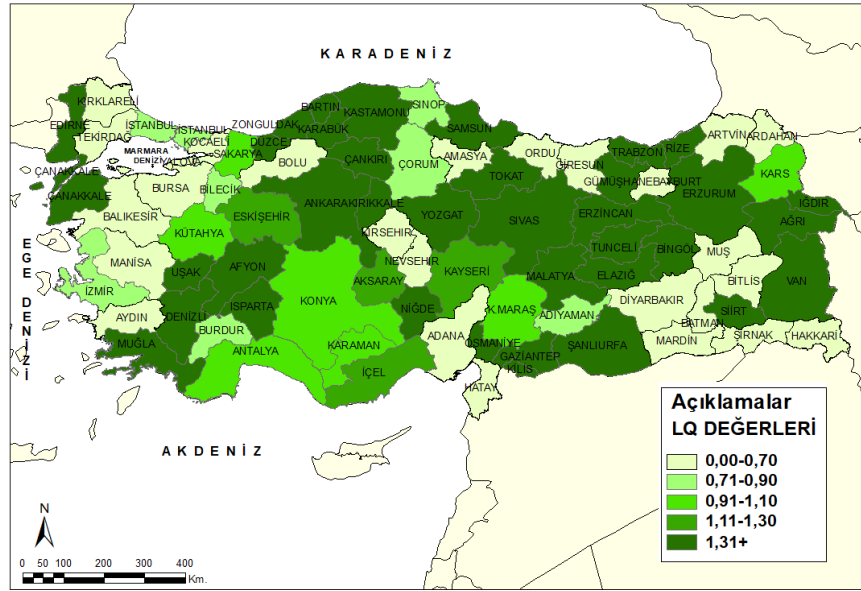 KARADENİZ
KIRKLARELİ
EDİRNE
TEKİRDAĞ
İSTANBUL
İSTANBUL
KOCAELİ
MARMARA
DENİZİ
YALOVA
SAKARYA
ZONGULDAK
DÜZCE
BARTIN
KARABÜK
KASTAMONU
SİNOP
SAMSUN
BOLU
ÇANKIRI
ÇORUM
AMASYA
ORDU
GİRESUN
TRABZON
RİZE
ARTVİN
ARDAHAN
TOKAT
GÜMÜŞHANE
BAYBURT
KARS
ÇANAKKALE
ÇANAKKALE
BURSA
BİLECİK
ERZURUM
IĞDIR
BALIKESİR
ESKİŞEHİR
ANKARA
KIRIKKALE
YOZGAT
SİVAS
ERZİNCAN
AĞRI
KÜTAHYA
KIRŞEHİR
TUNCELİ
BİNGÖL
MUŞ
EGE DENİZİ
MANİSA
UŞAK
AFYON
NEVŞEHİR
KAYSERİ
MALATYA
ELAZIĞ
BİTLİS
VAN
İZMİR
AKSARAY
KONYA
DİYARBAKIR
SİİRT
AYDIN
DENİZLİ
ISPARTA
NİĞDE
K.MARAŞ
ADIYAMAN
BATMAN
BURDUR
ADANA
MARDİN
ŞIRNAK
HAKKARİ
MUĞLA
ANTALYA
KARAMAN
OSMANİYE
GAZİANTEP
ŞANLIURFA
KİLİS
İÇEL
HATAY
AKDENİZ
Açıklamalar
LQ DEĞERLERİ
0,00-0,70
0,71-0,90
0,91-1,10
1,11-1,30
1,31+
N
0 50 100 200 300 400
Km.